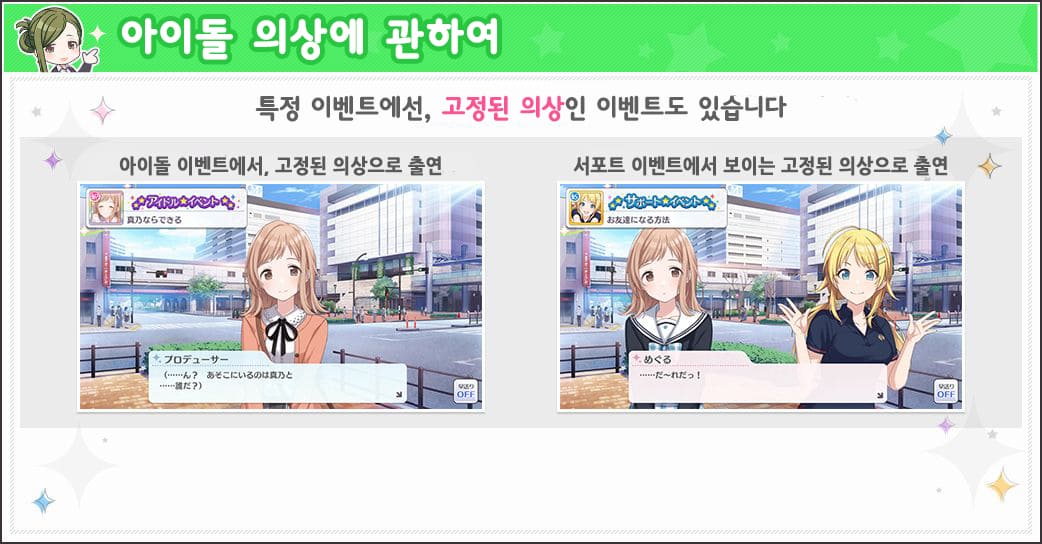 아이돌 의상에 관하여
특정 이벤트에선, 고정된 의상인 이벤트도 있습니다
아이돌 이벤트에서, 고정된 의상으로 출연
서포트 이벤트에서 보이는 고정된 의상으로 출연
アイドル★イベント
真乃ならできる
プロデューサー
（……ん？　あそこにいるのは真乃と
……誰だ？）
早送り
OFF
サポート★イベント
お友達になる方法
めぐる
……だ～れだっ！
早送り
OFF